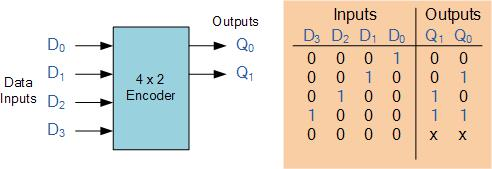 Outputs
D0
Q0
D1
Q1
Data
Inputs
D2
D3
4 x 2
Encoder
Inputs Outputs
D3 D2 D1 D0 Q1 Q0
0 0 0 1 0 0
0 0 1 0 0 1
0 1 0 0 1 0
1 0 0 0 1 1
0 0 0 0 x x